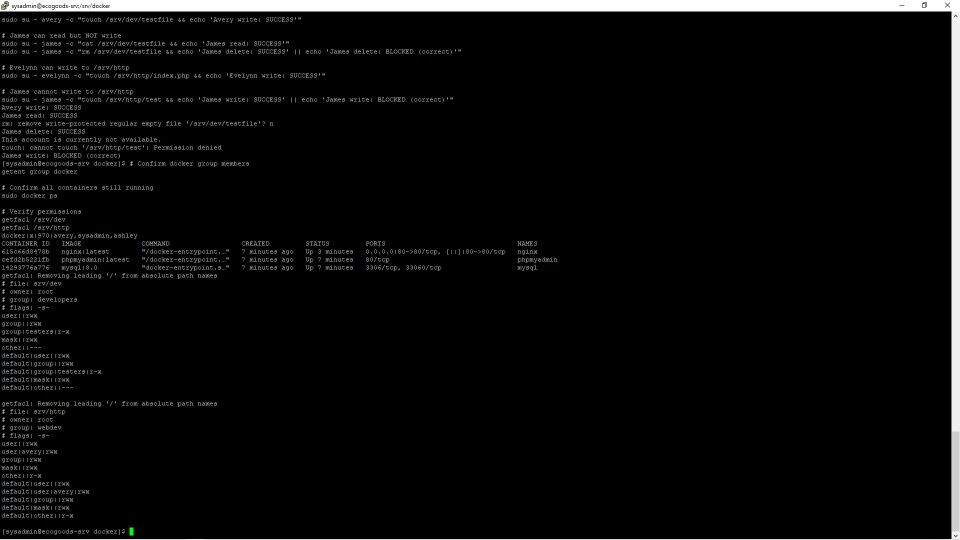 sysadmin@ecogoods-srv:/srv/docker
sudo su - avery -c "touch /srv/dev/testfile && echo 'Avery write: SUCCESS'"
# James can read but NOT write
sudo su - james -c "cat /srv/dev/testfile && echo 'James read: SUCCESS'"
sudo su - james -c "rm /srv/dev/testfile && echo 'James delete: SUCCESS' || echo 'James delete: BLOCKED (correct)'"
# Evelynn can write to /srv/http
sudo su - evelynn -c "touch /srv/http/index.php && echo 'Evelynn write: SUCCESS'"
# James cannot write to /srv/http
sudo su - james -c "touch /srv/http/test && echo 'James write: SUCCESS' || echo 'James write: BLOCKED (correct)'"
Avery write: SUCCESS
James read: SUCCESS
rm: remove write-protected regular empty file '/srv/dev/testfile'? n
James delete: SUCCESS
This account is currently not available.
touch: cannot touch '/srv/http/test': Permission denied
James write: BLOCKED (correct)
[sysadmin@ecogoods-srv docker]$ # Confirm docker group members
getent group docker
# Confirm all containers still running
sudo docker ps
# Verify permissions
getfacl /srv/dev
getfacl /srv/http
docker:x:970:avery,sysadmin,ashley
CONTAINER ID IMAGE COMMAND CREATED STATUS PORTS NAMES
nginx:latest "/docker-entrypoint.…" 7 minutes ago Up 3 minutes 0.0.0.0:80->80/tcp, [::]:80->80/tcp nginx
phpmyadmin:latest "/docker-entrypoint.…" 7 minutes ago Up 7 minutes 80/tcp phpmyadmin
14293776a776 mysql:8.0 "docker-entrypoint.s…" 7 minutes ago Up 7 minutes 3306/tcp, 33060/tcp mysql
getfacl: Removing leading '/' from absolute path names
# file: srv/dev
# owner: root
# group: developers
# flags: -s-
user::rwx
group::rwx
group:testers:r-x
mask::rwx
other::---
default:user::rwx
default:group::rwx
default:group:testers:r-x
default:mask::rwx
default:other::---
getfacl: Removing leading '/' from absolute path names
# file: srv/http
# owner: root
# group: webdev
# flags: -s-
user::rwx
user:avery:rwx
group::rwx
mask::rwx
other::r-x
default:user::rwx
default:user:avery:rwx
default:group::rwx
default:mask::rwx
default:other::r-x
[sysadmin@ecogoods-srv docker]$